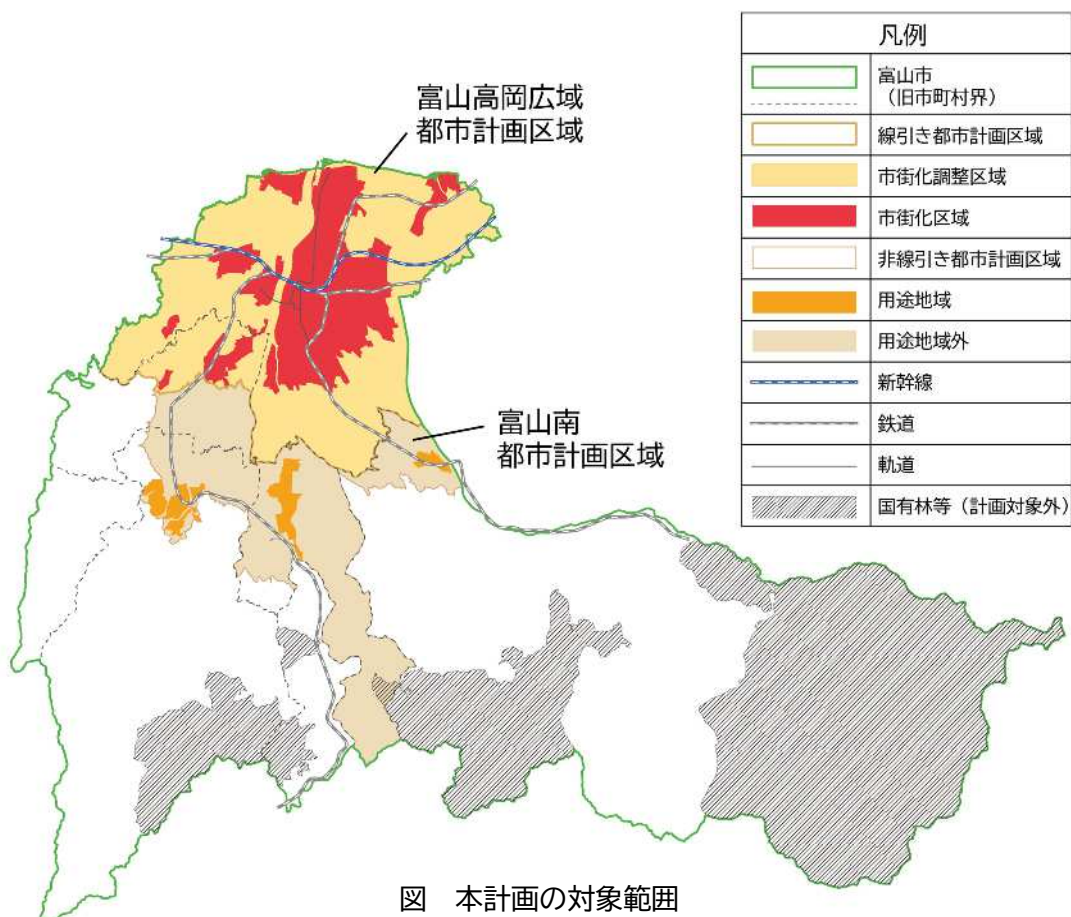 富山高岡広域
都市計画区域
富山南
都市計画区域
凡例
富山市
（旧市町村界）
線引き都市計画区域
市街化調整区域
市街化区域
非線引き都市計画区域
用途地域
用途地域外
新幹線
鉄道
軌道
国有林等（計画対象外）
図　本計画の対象範囲